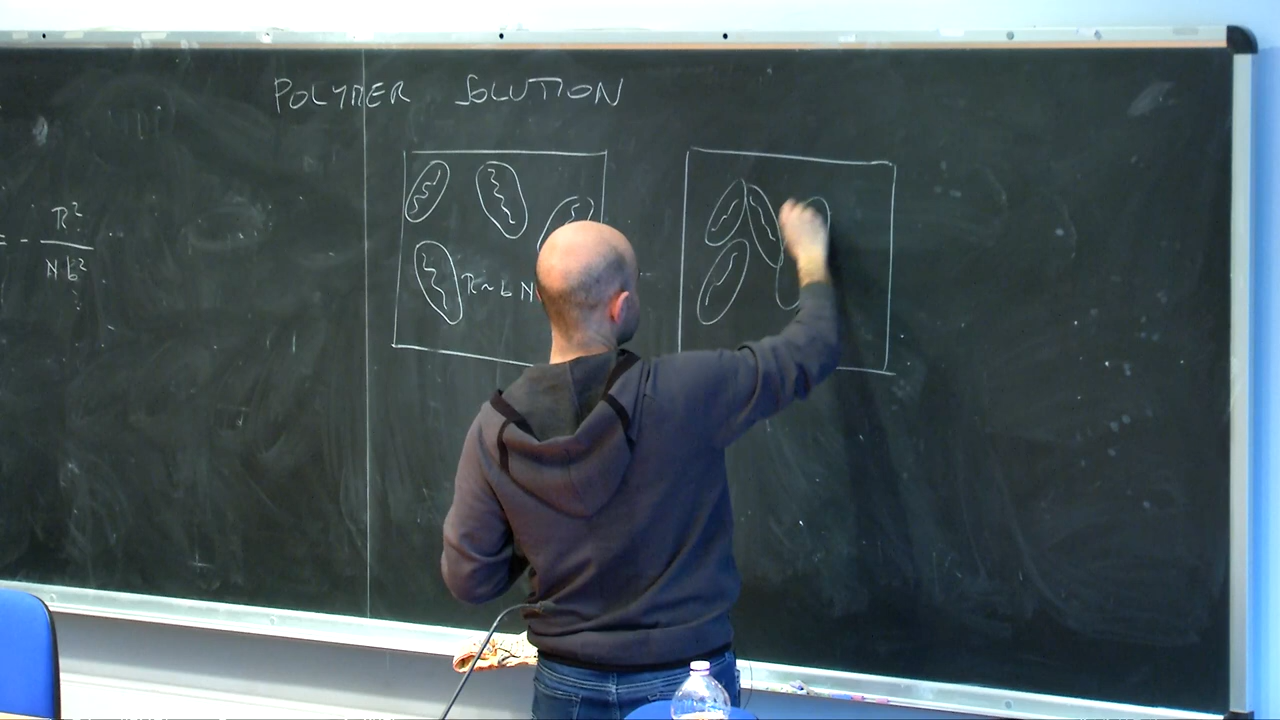 POLYMER SOLUTION
= - R²
N b²
R ~ b N